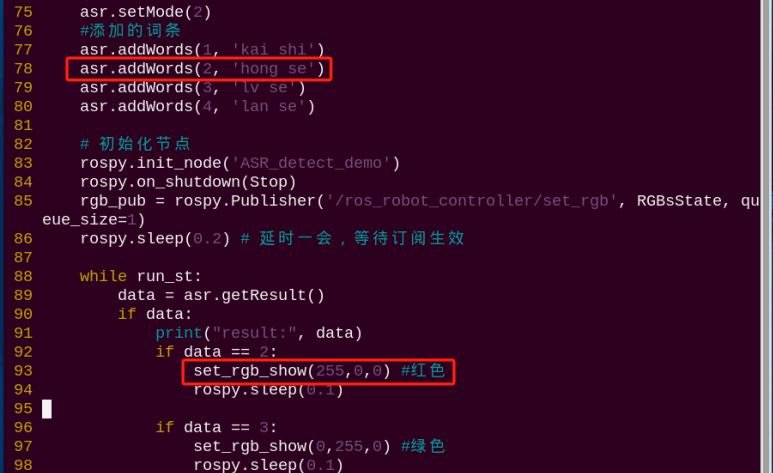 75     asr.setMode(2)
76     #添加的词条
77     asr.addWords(1, 'kai shi')
78     asr.addWords(2, 'hong se')
79     asr.addWords(3, 'lv se')
80     asr.addWords(4, 'lan se')
81
82     # 初始化节点
83     rospy.init_node('ASR_detect_demo')
84     rospy.on_shutdown(Stop)
85     rgb_pub = rospy.Publisher('/ros_robot_controller/set_rgb', RGBsState, qu
eue_size=1)
86     rospy.sleep(0.2) # 延时一会，等待订阅生效
87
88     while run_st:
89         data = asr.getResult()
90         if data:
91             print("result:", data)
92             if data == 2:
93                 set_rgb_show(255,0,0) #红色
94                 rospy.sleep(0.1)
95
96             if data == 3:
97                 set_rgb_show(0,255,0) #绿色
98                 rospy.sleep(0.1)